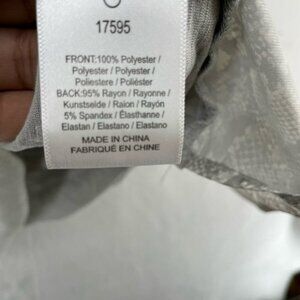 17595
FRONT:100% Polyester /
Polyester / Polyester /
Poliestere / Poliéster
BACK:95% Rayon / Rayonne /
Kunstseide / Raion / Rayón
5% Spandex / Élasthanne /
Elastan / Elastano / Elastano
MADE IN CHINA
FABRIQUÉ EN CHINE